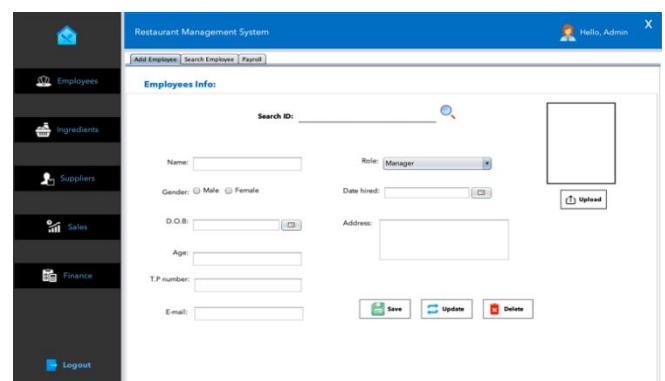 Restaurant Management System
Hello, Admin
X
Add Employee Search Employee Payroll
Employees
Ingredients
Suppliers
Sales
Finance
Logout
Employees Info:
Search ID:
Name:
Role: Manager
Gender: Male Female
Date hired:
Upload
D.O.B:
Address:
Age:
T.P number:
E-mail:
Save Update Delete